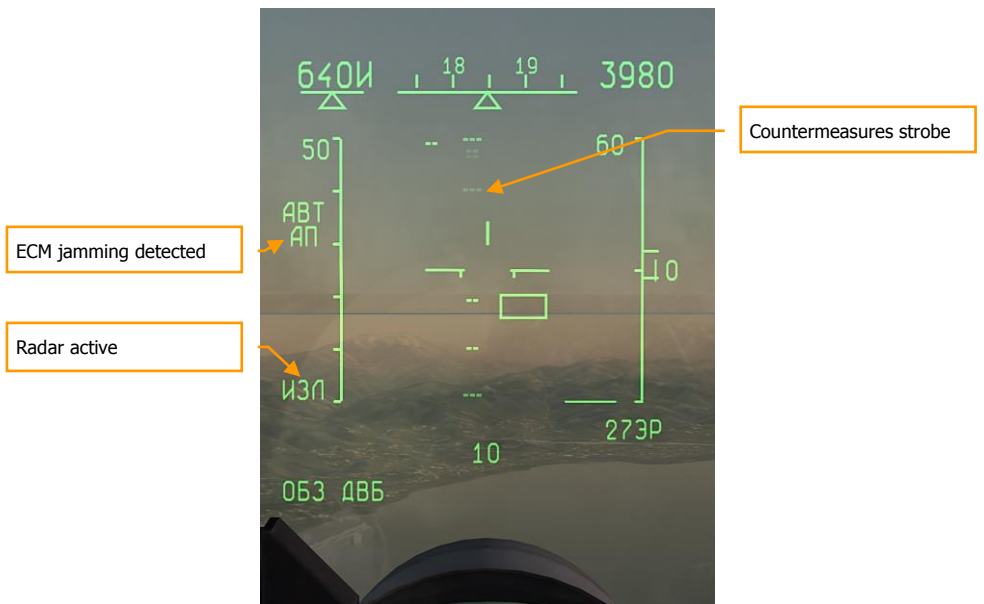 640И
18 19
3980
Countermeasures strobe
50
60
ABT
АП
ECM jamming detected
10
Radar active
ИЗЛ
27ЭР
10
ОБЗ ДВБ